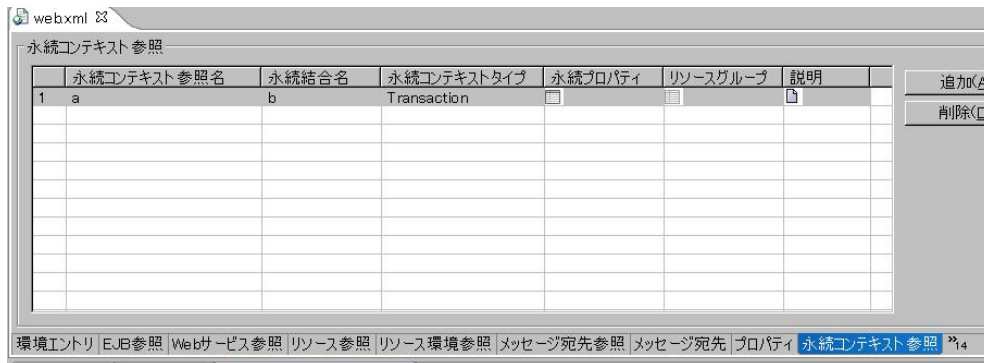 web.xml
永続コンテキスト参照
永続コンテキスト参照名 永続結合名 永続コンテキストタイプ 永続プロパティ リソースグループ 説明
1 a b Transaction
追加(A
削除(D
環境エントリ EJB参照 Webサービス参照 リソース参照 リソース環境参照 メッセージ宛先参照 メッセージ宛先 プロパティ 永続コンテキスト参照 »14